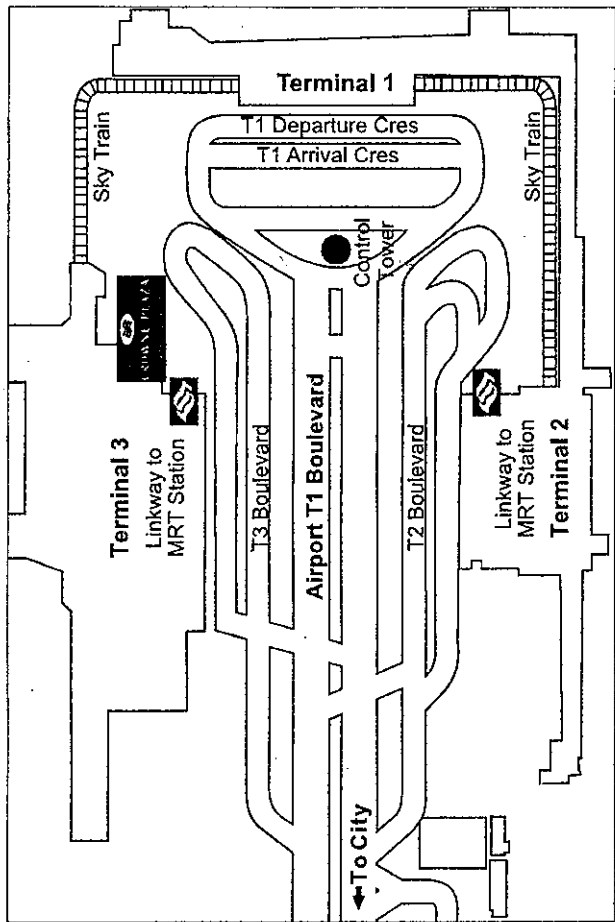 Terminal 1
T1 Departure Cres
T1 Arrival Cres
Sky Train
Sky Train
Control
Tower
CROWNE PLAZA
Terminal 3
Linkway to
MRT Station
T3 Boulevard
Airport T1 Boulevard
T2 Boulevard
Linkway to
MRT Station
Terminal 2
To City